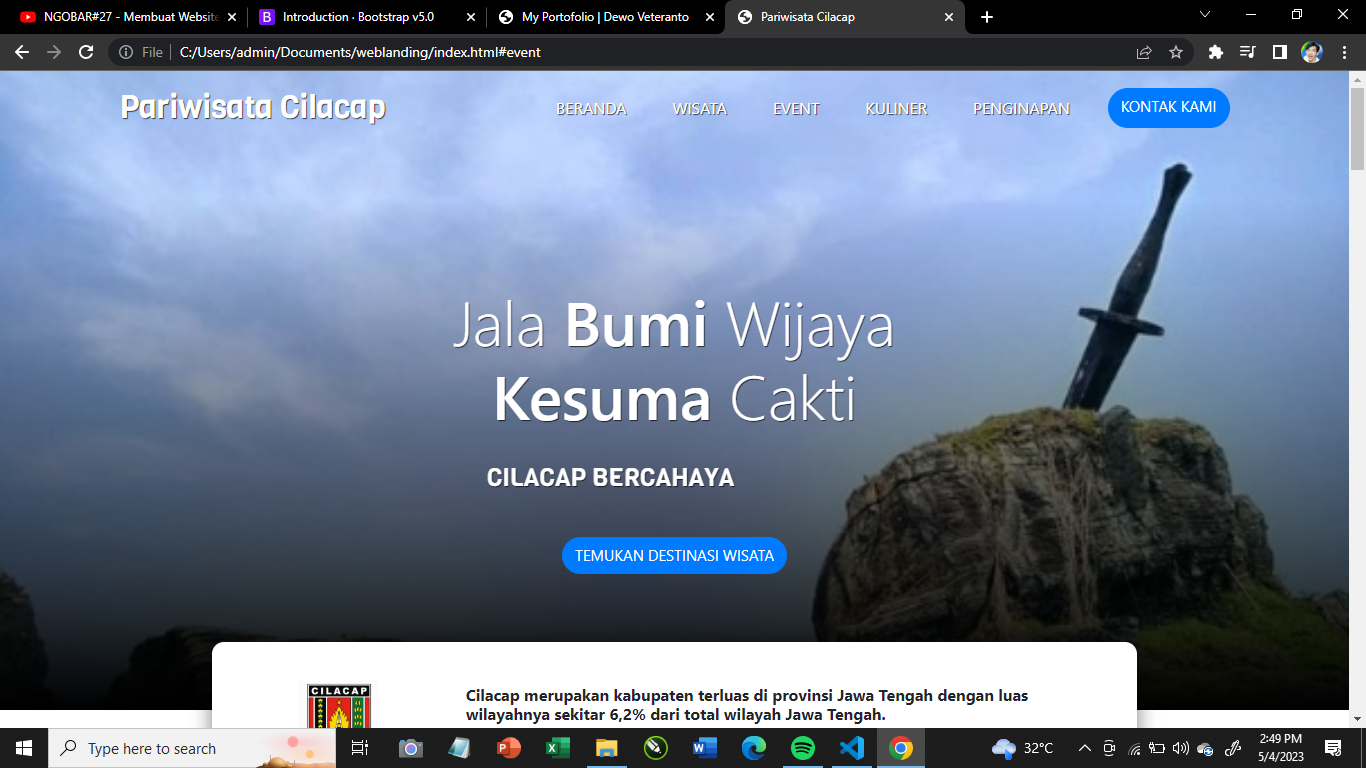 NGOBAR#27 - Membuat Website
Introduction · Bootstrap v5.0
My Portofolio | Dewo Veteranto
Pariwisata Cilacap
File
C:/Users/admin/Documents/weblanding/index.html#event
Pariwisata Cilacap
BERANDA
WISATA
EVENT
KULINER
PENGINAPAN
KONTAK KAMI
Jala Bumi Wijaya
Kesuma Cakti
CILACAP BERCAHAYA
TEMUKAN DESTINASI WISATA
CILACAP
Cilacap merupakan kabupaten terluas di provinsi Jawa Tengah dengan luas
wilayahnya sekitar 6,2% dari total wilayah Jawa Tengah.
Type here to search
32°C
2:49 PM
5/4/2023